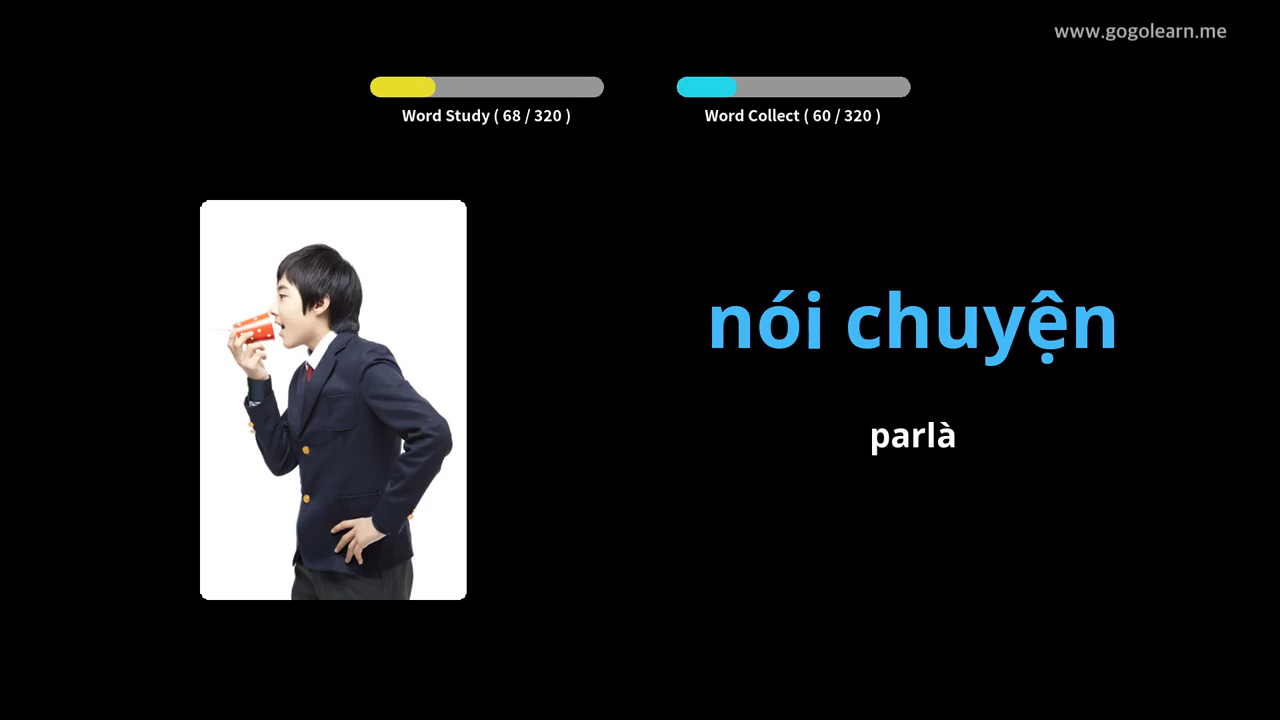 www.gogolearn.me
Word Study ( 68 / 320 )
Word Collect ( 60 / 320 )
nói chuyện
parlà